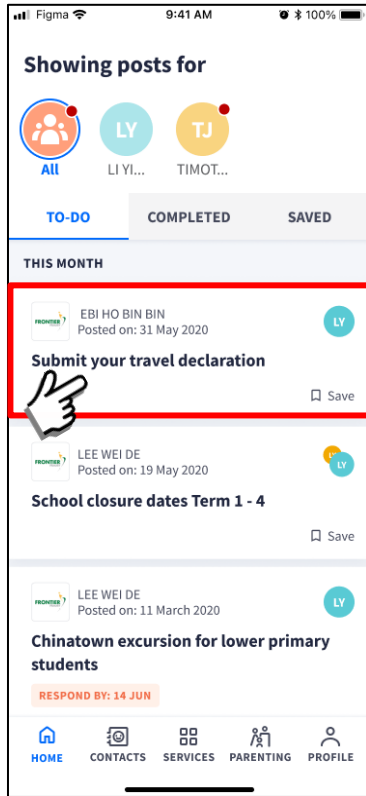 Figma 9:41 AM 100%
Showing posts for
LY TJ
All LI YI... TIMOT...
TO-DO COMPLETED SAVED
THIS MONTH
FRONTIER EBI HO BIN BIN LY
Posted on: 31 May 2020
Submit your travel declaration
Save
FRONTIER LEE WEI DE LY
Posted on: 19 May 2020
School closure dates Term 1 - 4
Save
FRONTIER LEE WEI DE LY
Posted on: 11 March 2020
Chinatown excursion for lower primary
students
RESPOND BY: 14 JUN
HOME CONTACTS SERVICES PARENTING PROFILE